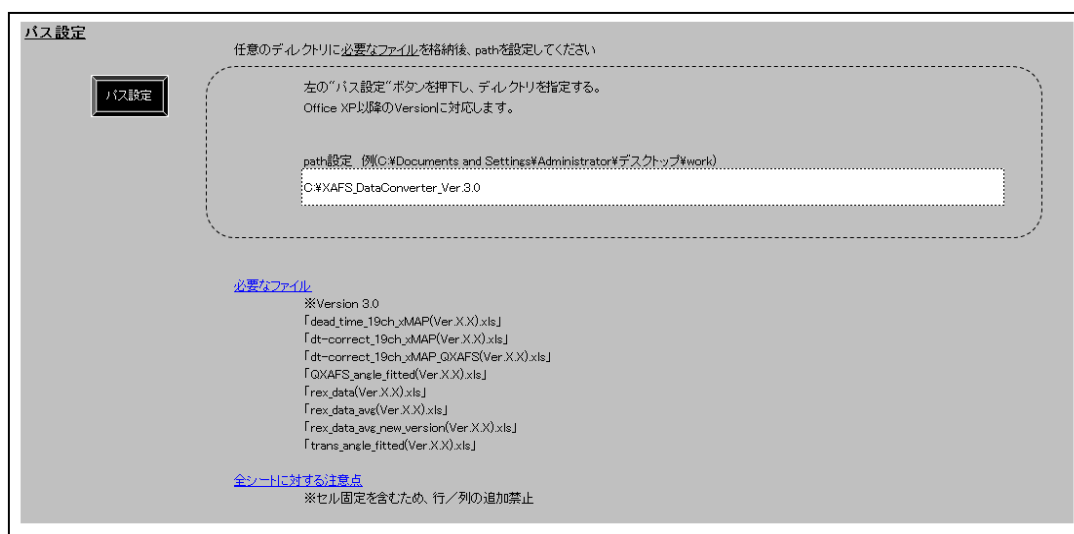 パス設定
任意のディレクトリに必要なファイルを格納後、pathを設定してください
パス設定
左の"パス設定"ボタンを押下し、ディレクトリを指定する。
Office XP以降のVersionに対応します。
path設定　例(C:¥Documents and Settings¥Administrator¥デスクトップ¥work)
C:¥XAFS_DataConverter_Ver.3.0
必要なファイル
※Version 3.0
「dead_time_19ch_xMAP(Ver.X.X).xls」
「dt-correct_19ch_xMAP(Ver.X.X).xls」
「dt-correct_19ch_xMAP_QXAFS(Ver.X.X).xls」
「QXAFS_angle_fitted(Ver.X.X).xls」
「rex_data(Ver.X.X).xls」
「rex_data_avg(Ver.X.X).xls」
「rex_data_avg_new_version(Ver.X.X).xls」
「trans_angle_fitted(Ver.X.X).xls」
全シートに対する注意点
※セル固定を含むため、行／列の追加禁止